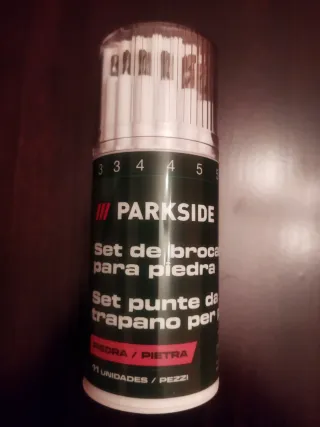 3 3 4 4 5
/// PARKSIDE
Set de broca
para piedra
Set punte da
trapano per
PIEDRA / PIETRA
11 UNIDADES / PEZZI